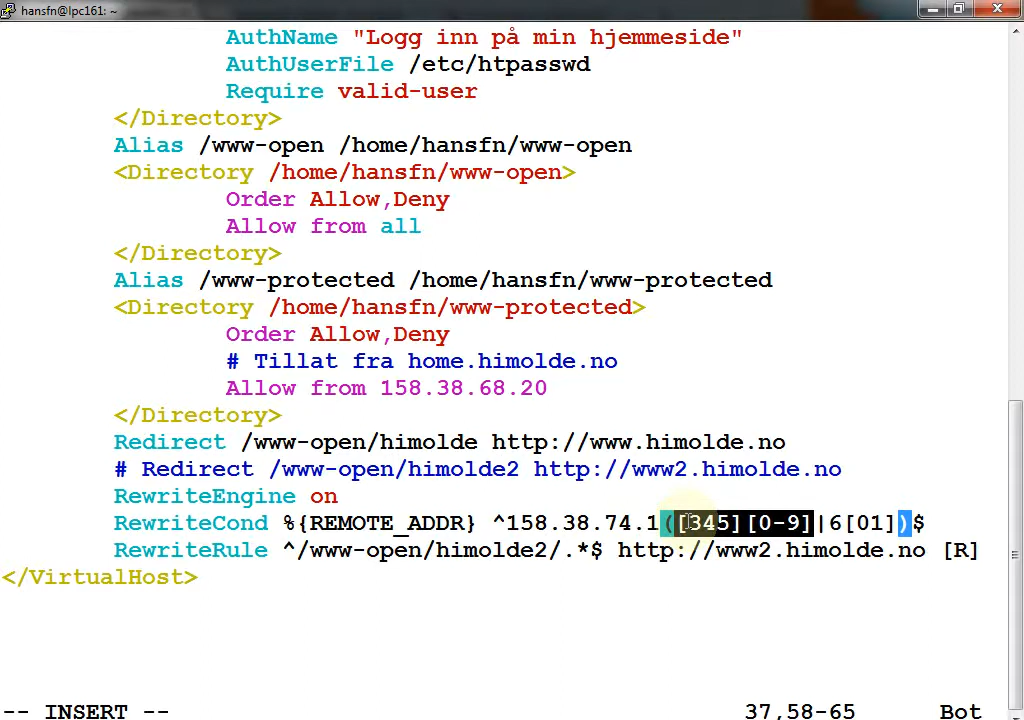 hansfn@lpc161: ~
AuthName "Logg inn på min hjemmeside"
AuthUserFile /etc/htpasswd
Require valid-user
</Directory>
Alias /www-open /home/hansfn/www-open
<Directory /home/hansfn/www-open>
Order Allow,Deny
Allow from all
</Directory>
Alias /www-protected /home/hansfn/www-protected
<Directory /home/hansfn/www-protected>
Order Allow,Deny
# Tillat fra home.himolde.no
Allow from 158.38.68.20
</Directory>
Redirect /www-open/himolde http://www.himolde.no
# Redirect /www-open/himolde2 http://www2.himolde.no
RewriteEngine on
RewriteCond %{REMOTE_ADDR} ^158.38.74.1([345][0-9]|6[01])$
RewriteRule ^/www-open/himolde2/.*$ http://www2.himolde.no [R]
</VirtualHost>
-- INSERT -- 37,58-65 Bot